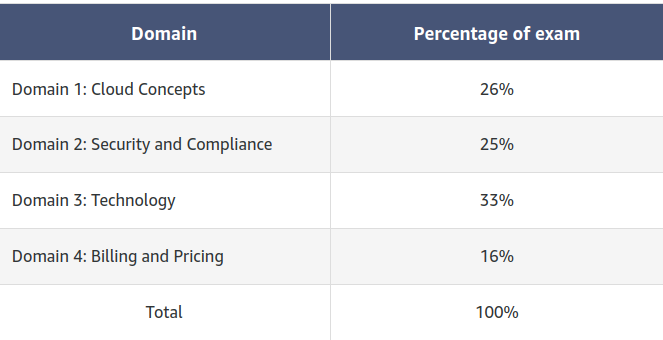 Domain Percentage of exam
Domain 1: Cloud Concepts 26%
Domain 2: Security and Compliance 25%
Domain 3: Technology 33%
Domain 4: Billing and Pricing 16%
Total 100%